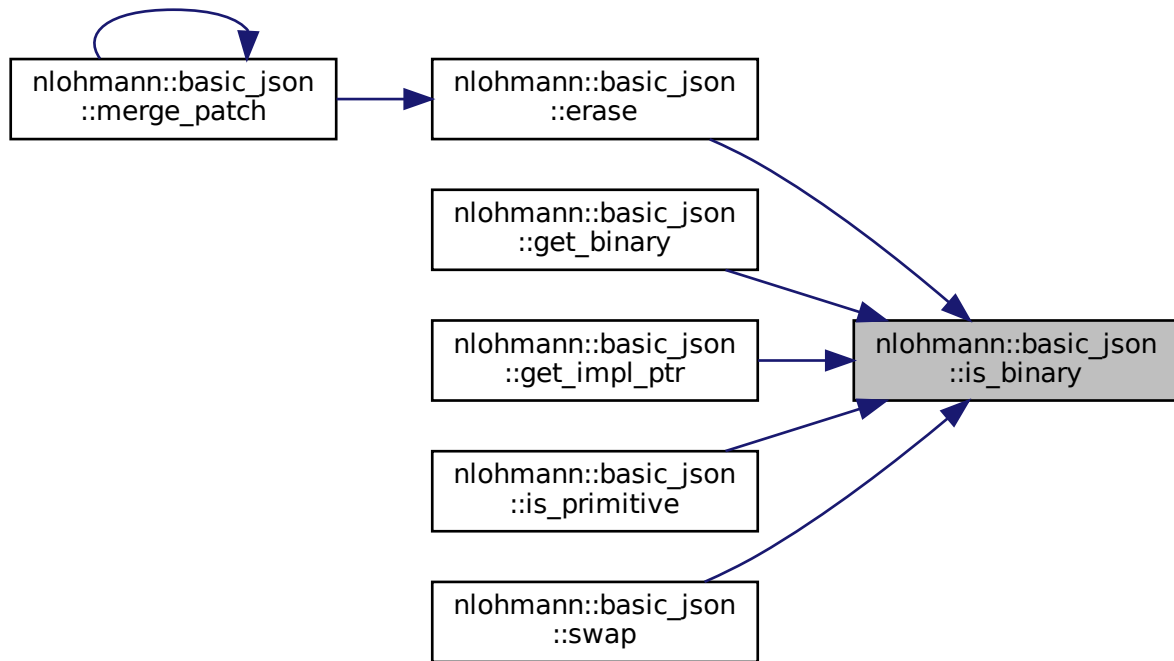 nlohmann::basic_json
::merge_patch
nlohmann::basic_json
::erase
nlohmann::basic_json
::get_binary
nlohmann::basic_json
::get_impl_ptr
nlohmann::basic_json
::is_binary
nlohmann::basic_json
::is_primitive
nlohmann::basic_json
::swap